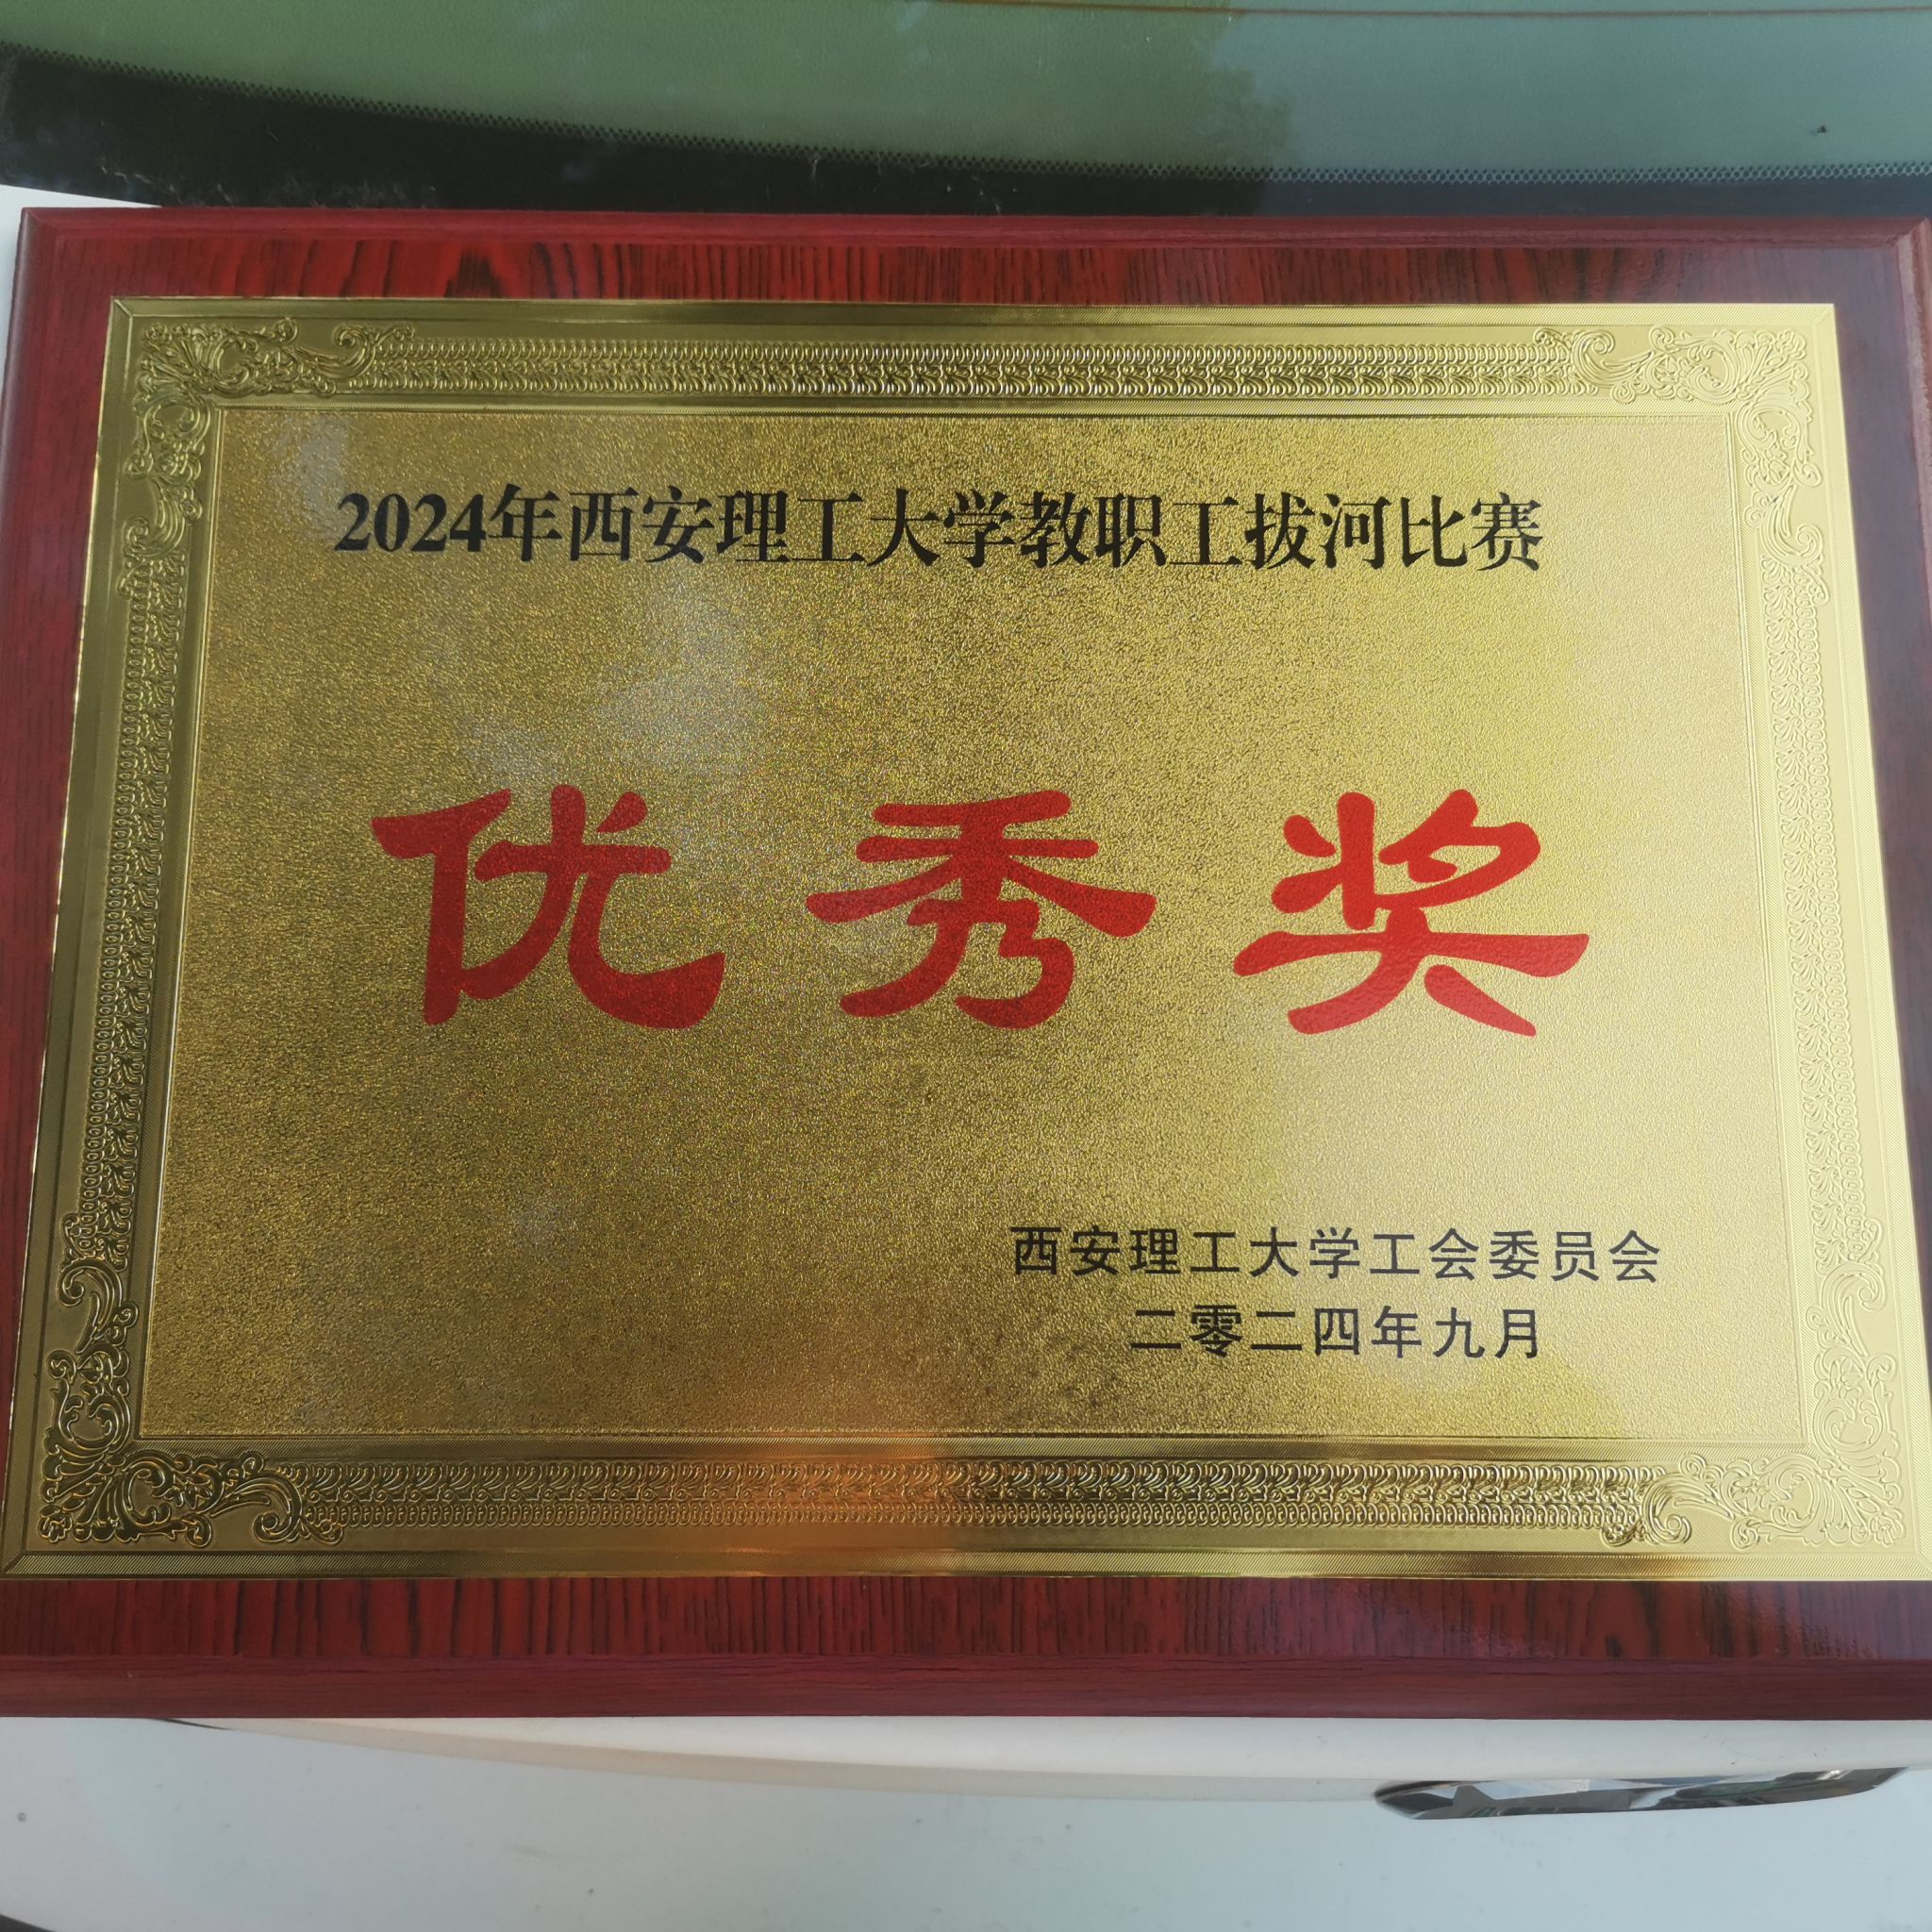 2024年西安理工大学教职工拔河比赛
优秀奖
西安理工大学工会委员会
二零二四年九月